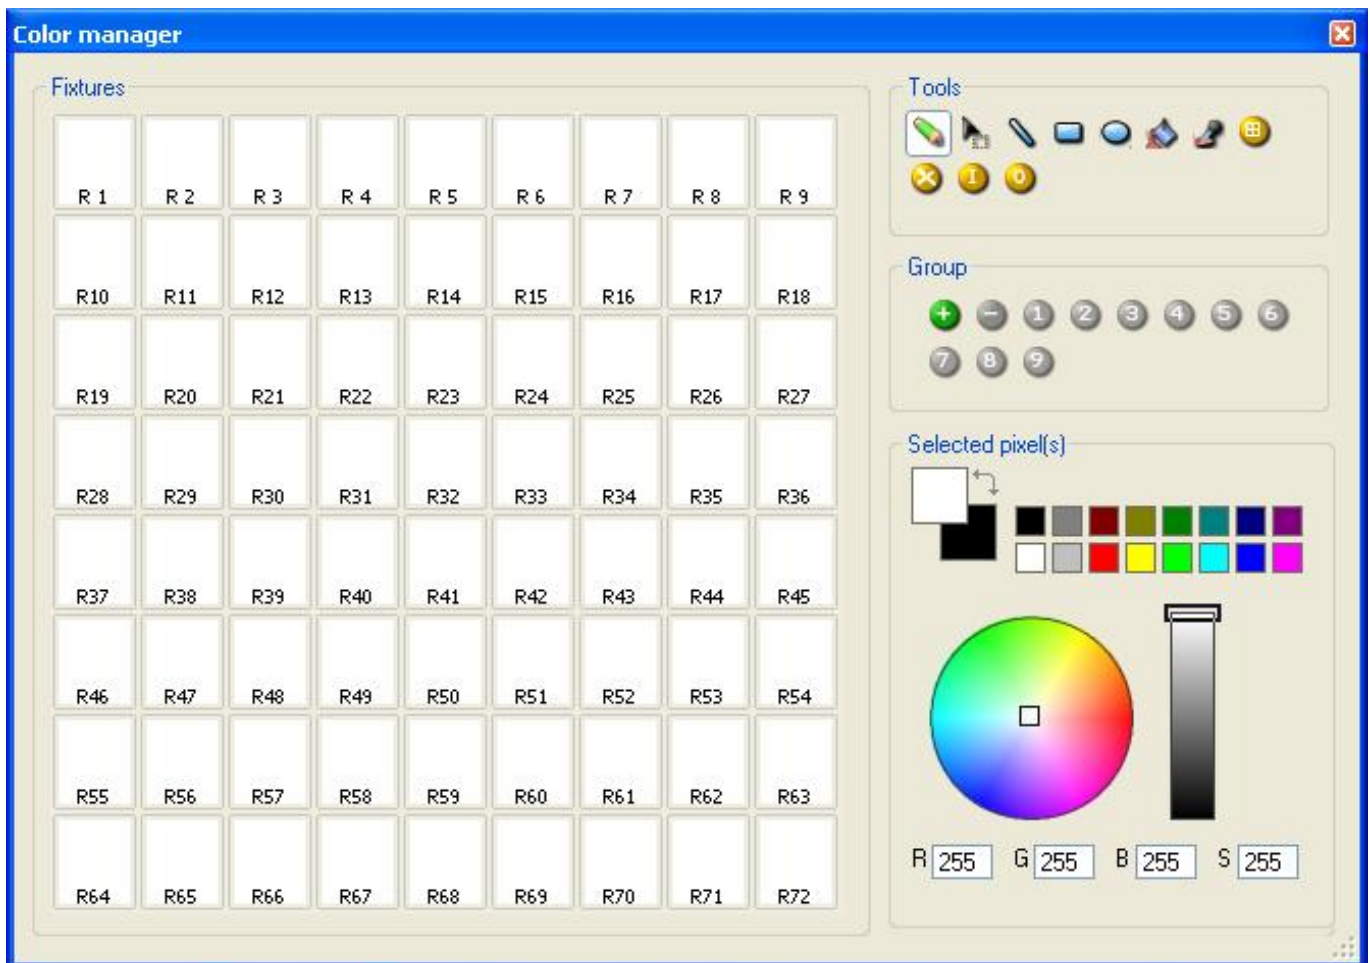 Color manager
Fixtures
R 1 R 2 R 3 R 4 R 5 R 6 R 7 R 8 R 9
R10 R11 R12 R13 R14 R15 R16 R17 R18
R19 R20 R21 R22 R23 R24 R25 R26 R27
R28 R29 R30 R31 R32 R33 R34 R35 R36
R37 R38 R39 R40 R41 R42 R43 R44 R45
R46 R47 R48 R49 R50 R51 R52 R53 R54
R55 R56 R57 R58 R59 R60 R61 R62 R63
R64 R65 R66 R67 R68 R69 R70 R71 R72
Tools
X I O
Group
+ - 1 2 3 4 5 6
7 8 9
Selected pixel(s)
R 255 G 255 B 255 S 255